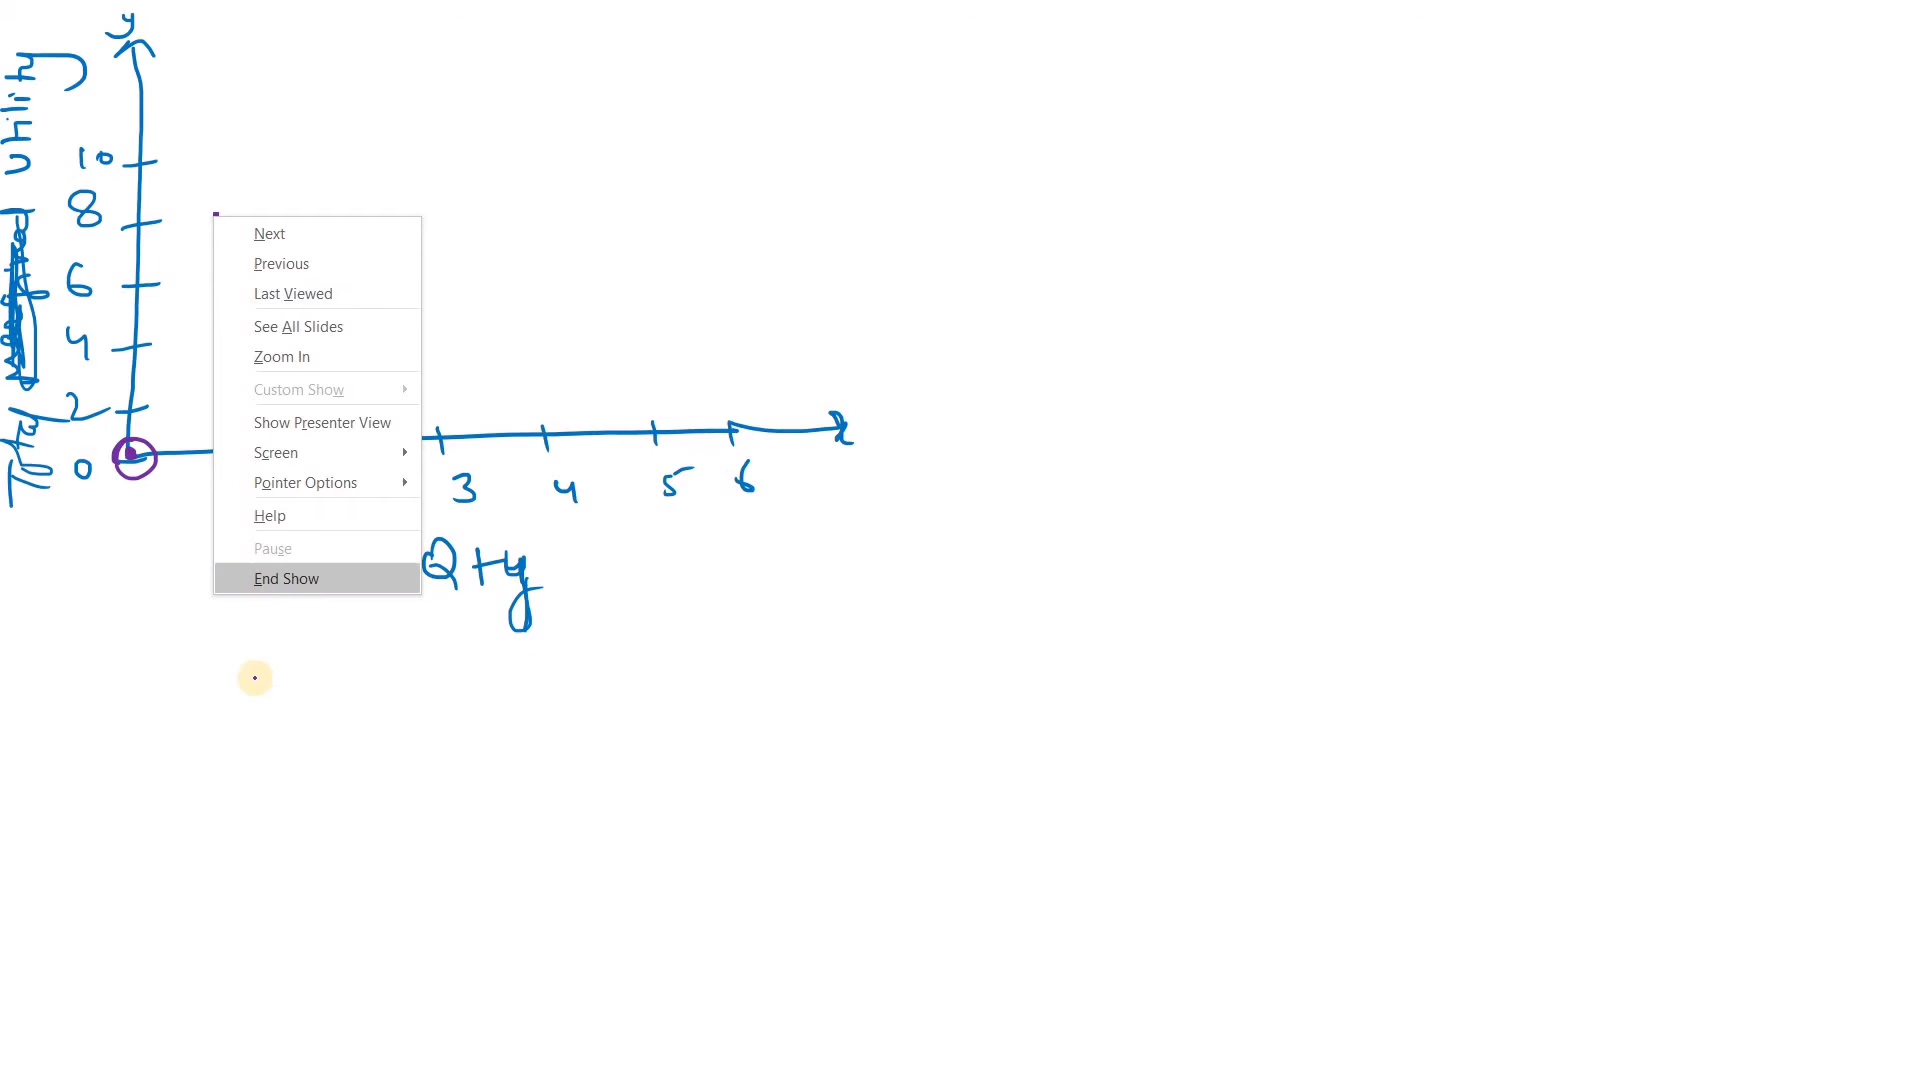 y
Utility
10
8
6
4
2
0
Next
Previous
Last Viewed
See All Slides
Zoom In
Custom Show
Show Presenter View
Screen
Pointer Options
Help
Pause
End Show
x
3 4 5 6
Qty